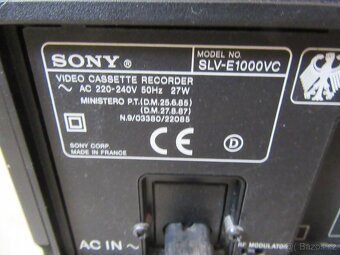 SONY®
MODEL NO.
SLV-E1000VC
VIDEO CASSETTE RECORDER
~ AC 220-240V 50Hz 27W
MINISTERO P.T.(D.M.25.6.85)
(D.M.27.8.87)
N.9/03380/22085
CE
D
SONY CORP.
MADE IN FRANCE
AC IN ~
RF MODULATOR